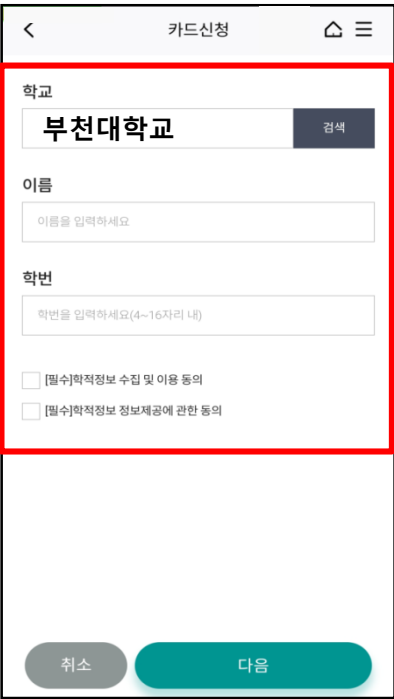 카드신청
학교
부천대학교
검색
이름
이름을 입력하세요
학번
학번을 입력하세요(4~16자리 내)
[필수]학적정보 수집 및 이용 동의
[필수]학적정보 정보제공에 관한 동의
취소
다음